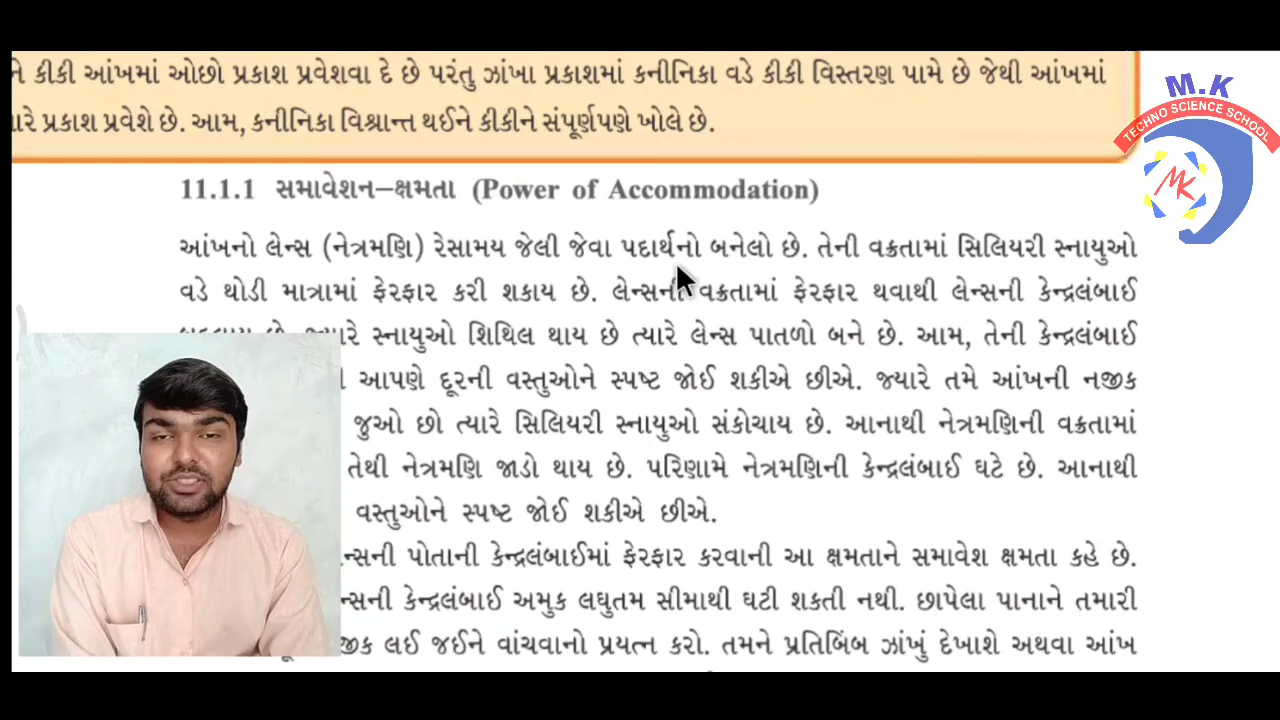 ને કીકી આંખમાં ઓછો પ્રકાશ પ્રવેશવા દે છે પરંતુ ઝાંખા પ્રકાશમાં કનીનિકા વડે કીકી વિસ્તરણ પામે છે જેથી આંખમાં
પ્રકાશ પ્રવેશે છે. આમ, કનીનિકા વિશ્રાન્ત થઈને કીકીને સંપૂર્ણપણે ખોલે છે.
M.K
TECHNO SCIENCE SCHOOL
MK
11.1.1 સમાવેશન–ક્ષમતા (Power of Accommodation)
આંખનો લેન્સ (નેત્રમણિ) રેસામય જેલી જેવા પદાર્થનો બનેલો છે. તેની વક્રતામાં સિલિયરી સ્નાયુઓ
વડે થોડી માત્રામાં ફેરફાર કરી શકાય છે. લેન્સની વક્રતામાં ફેરફાર થવાથી લેન્સની કેન્દ્રલંબાઈ
સ્નાયુઓ શિથિલ થાય છે ત્યારે લેન્સ પાતળો બને છે. આમ, તેની કેન્દ્રલંબાઈ
આપણે દૂરની વસ્તુઓને સ્પષ્ટ જોઈ શકીએ છીએ. જ્યારે તમે આંખની નજીક
જુઓ છો ત્યારે સિલિયરી સ્નાયુઓ સંકોચાય છે. આનાથી નેત્રમણિની વક્રતામાં
તેથી નેત્રમણિ જાડો થાય છે. પરિણામે નેત્રમણિની કેન્દ્રલંબાઈ ઘટે છે. આનાથી
વસ્તુઓને સ્પષ્ટ જોઈ શકીએ છીએ.
ન્સની પોતાની કેન્દ્રલંબાઈમાં ફેરફાર કરવાની આ ક્ષમતાને સમાવેશ ક્ષમતા કહે છે.
ન્સની કેન્દ્રલંબાઈ અમુક લઘુતમ સીમાથી ઘટી શકતી નથી. છાપેલા પાનાને તમારી
જીક લઈ જઈને વાંચવાનો પ્રયત્ન કરો. તમને પ્રતિબિંબ ઝાંખું દેખાશે અથવા આંખ